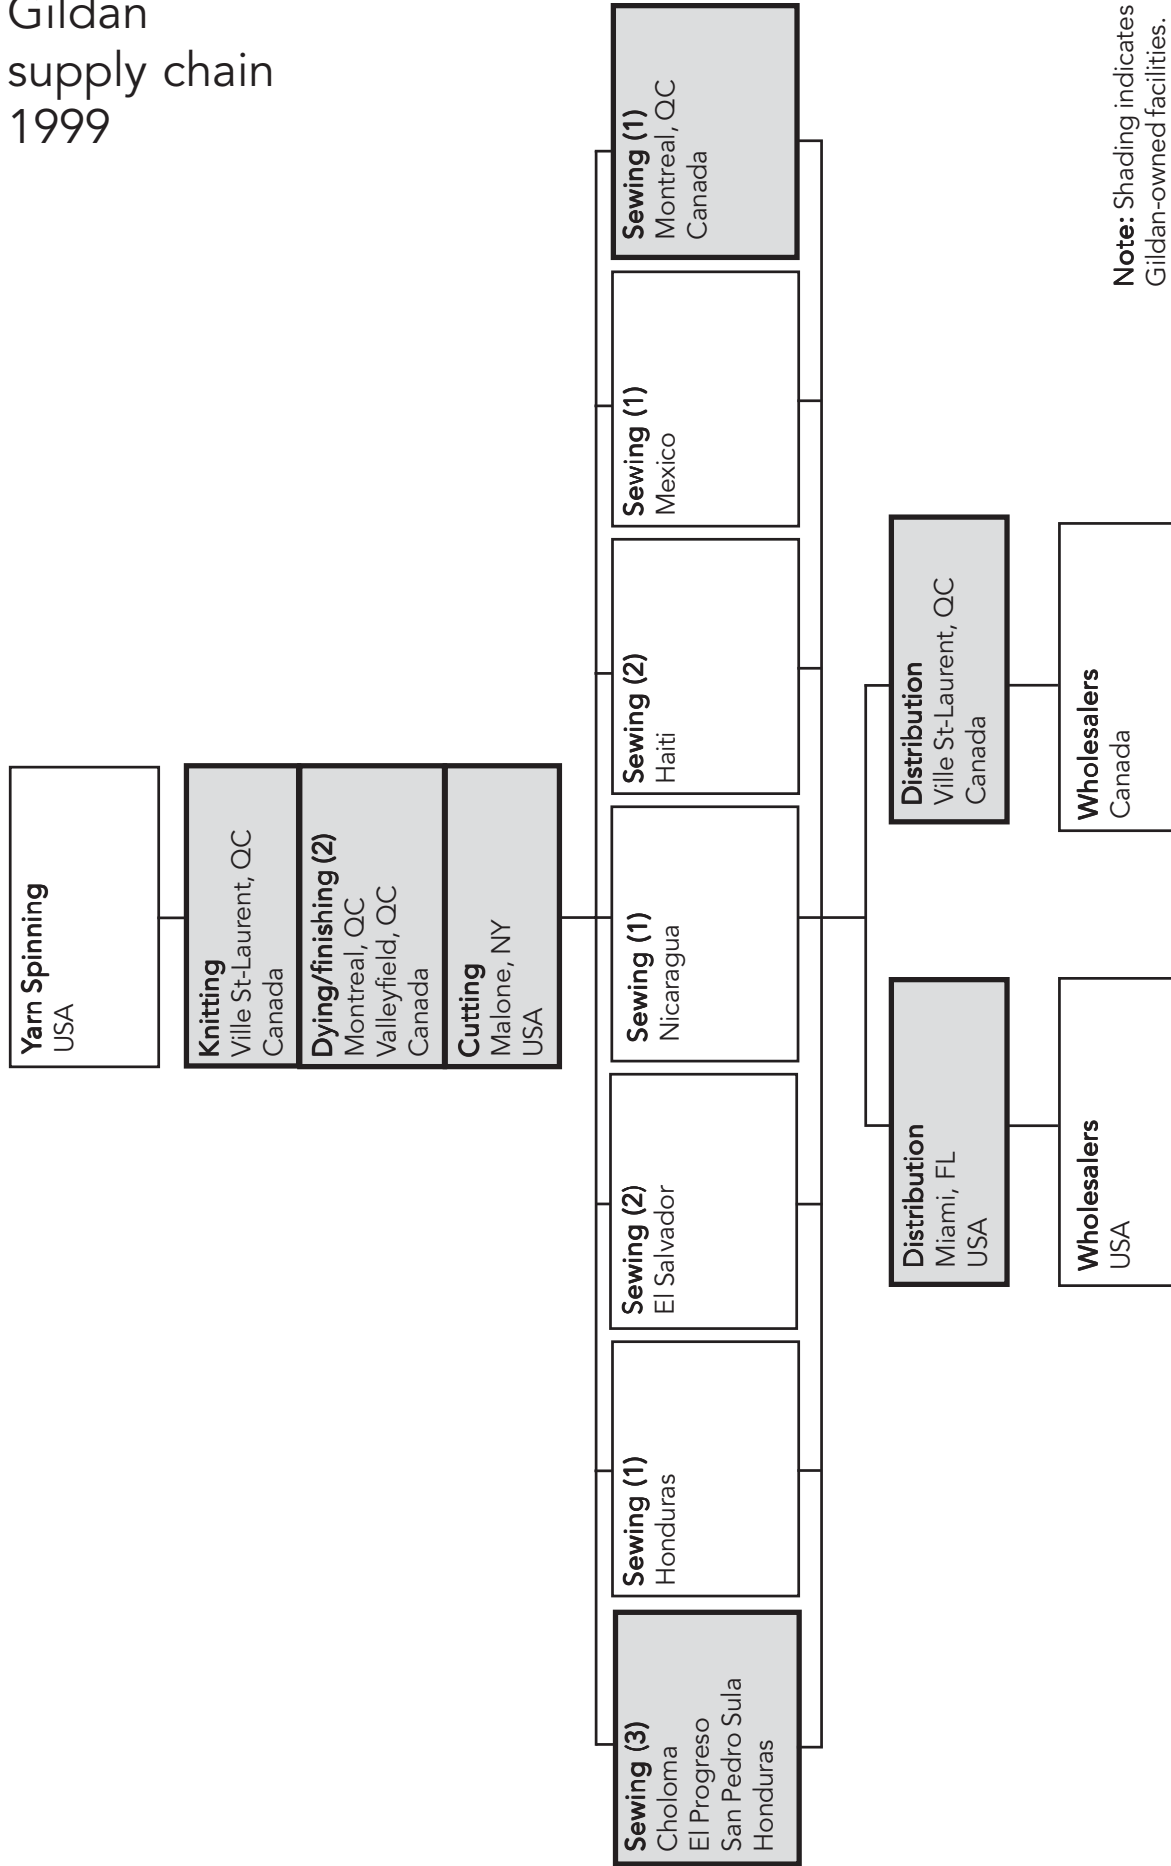 Gildan
supply chain
1999
Yarn Spinning
USA
Knitting
Ville St-Laurent, QC
Canada
Dying/finishing (2)
Montreal, QC
Valleyfield, QC
Canada
Cutting
Malone, NY
USA
Sewing (3)
Choloma
El Progreso
San Pedro Sula
Honduras
Sewing (1)
Honduras
Sewing (2)
El Salvador
Sewing (1)
Nicaragua
Sewing (2)
Haiti
Sewing (1)
Mexico
Sewing (1)
Montreal, QC
Canada
Distribution
Miami, FL
USA
Distribution
Ville St-Laurent, QC
Canada
Wholesalers
USA
Wholesalers
Canada
Note: Shading indicates
Gildan-owned facilities.